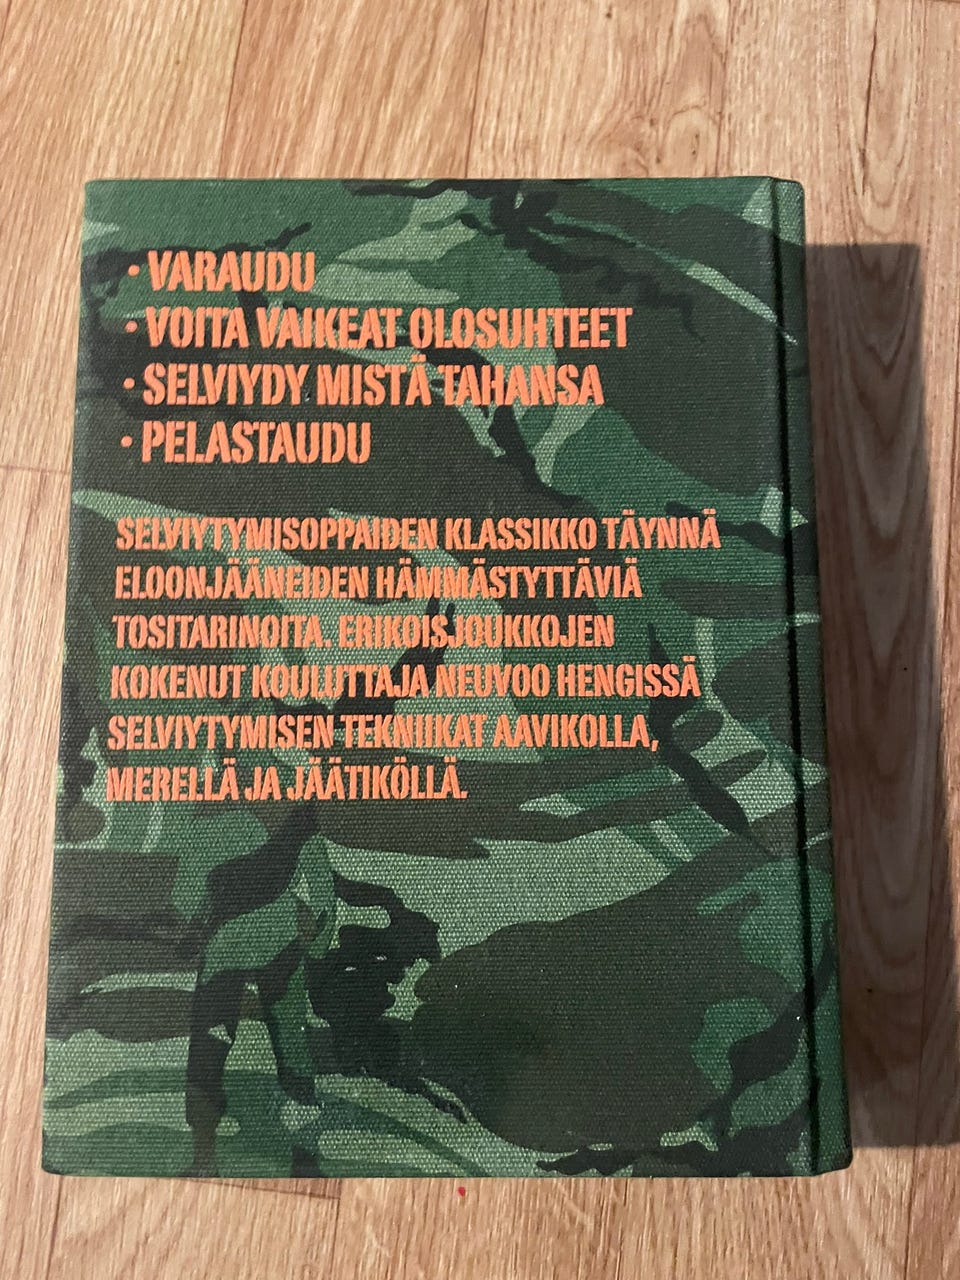 • VARAUDU
• VOITA VAIKEAT OLOSUHTEET
• SELVIYDY MISTÄ TAHANSA
• PELASTAUDU
SELVIYTYMISOPPAIDEN KLASSIKKO TÄYNNÄ
ELOONJÄÄNEIDEN HÄMMÄSTYTTÄVIÄ
TOSITARINOITA. ERIKOISJOUKKOJEN
KOKENUT KOULUTTAJA NEUVOO HENGISSÄ
SELVIYTYMISEN TEKNIIKAT AAVIKOLLA,
MERELLÄ JA JÄÄTIKÖLLÄ.